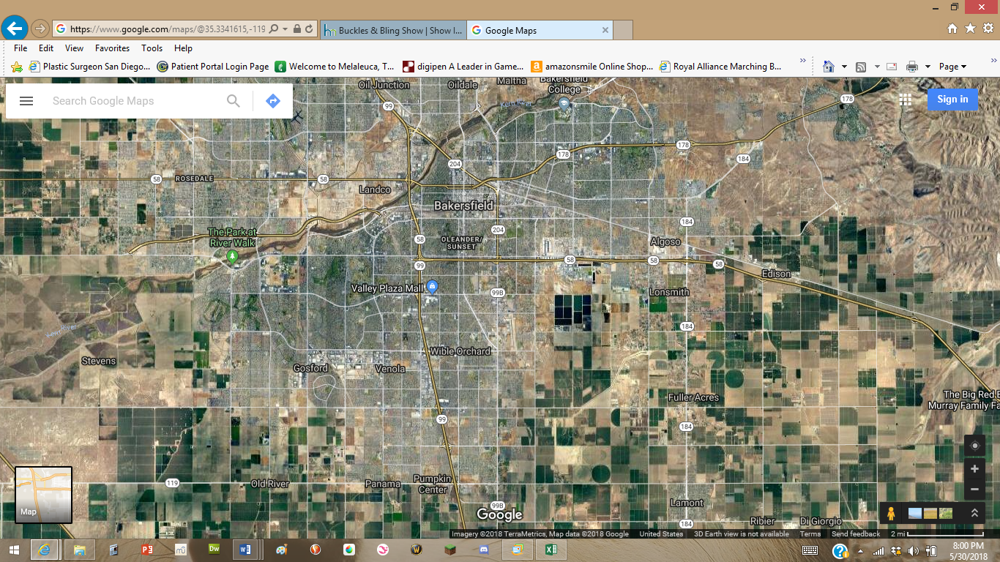 https://www.google.com/maps/@35.3341615,-119
Buckles & Bling Show | Show I...
Google Maps
File Edit View Favorites Tools Help
Plastic Surgeon San Diego...
Patient Portal Login Page
Welcome to Melaleuca, T...
digipen A Leader in Game...
amazonsmile Online Shop...
Royal Alliance Marching B...
Page
Search Google Maps
Sign in
Oil Junction
Oildale
Maltha
Bakersfield
College
Kern River
99
178
204
178
178
184
58
ROSEDALE
58
Landco
Bakersfield
184
The Park at
River Walk
58
OLEANDER/
SUNSET
204
Algoso
99
58
58
58
Edison
Valley Plaza Mall
99B
Lonsmith
184
Kern River
Stevens
Gosford
Venola
Wible Orchard
Fuller Acres
The Big Red B
Murray Family Fa
99
184
119
Old River
Panama
Pumpkin
Center
99B
Lamont
184
Ribier
Di Giorgio
Map
Google
Imagery ©2018 TerraMetrics, Map data ©2018 Google United States 3D Earth view is not available Terms Send feedback 2 mi
8:00 PM
5/30/2018